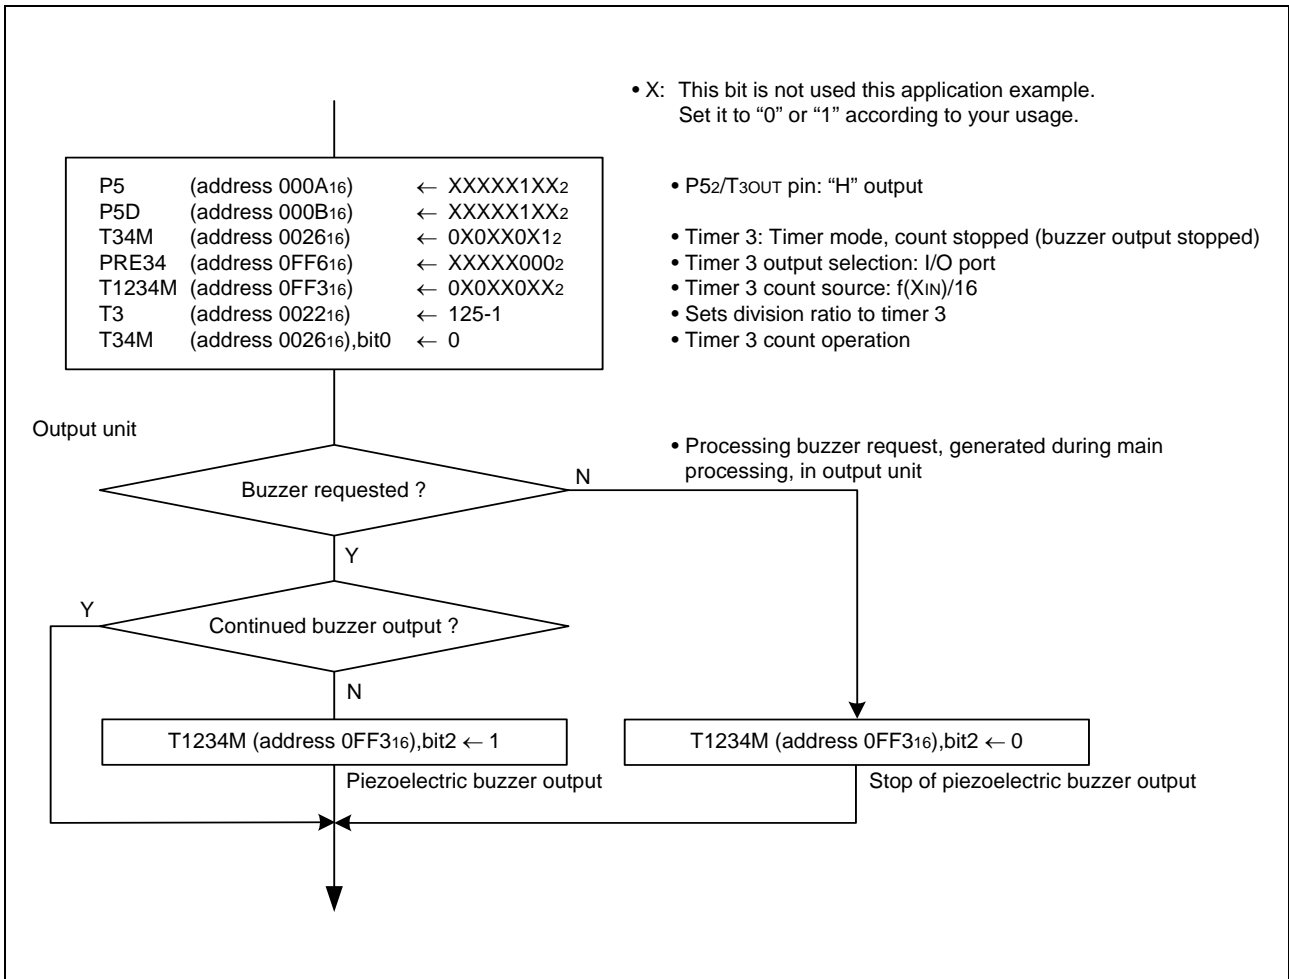 • X: This bit is not used this application example.
Set it to “0” or “1” according to your usage.
P5 (address 000A16) ← XXXXX1XX2 • P52/T3OUT pin: “H” output
P5D (address 000B16) ← XXXXX1XX2
T34M (address 002616) ← 0X0XX0X12 • Timer 3: Timer mode, count stopped (buzzer output stopped)
PRE34 (address 0FF616) ← XXXXX0002 • Timer 3 output selection: I/O port
T1234M (address 0FF316) ← 0X0XX0XX2 • Timer 3 count source: f(XIN)/16
T3 (address 002216) ← 125-1 • Sets division ratio to timer 3
T34M (address 002616),bit0 ← 0 • Timer 3 count operation
Output unit
• Processing buzzer request, generated during main
processing, in output unit
Buzzer requested ?
N
Y
Y
Continued buzzer output ?
N
T1234M (address 0FF316),bit2 ← 1
T1234M (address 0FF316),bit2 ← 0
Piezoelectric buzzer output
Stop of piezoelectric buzzer output